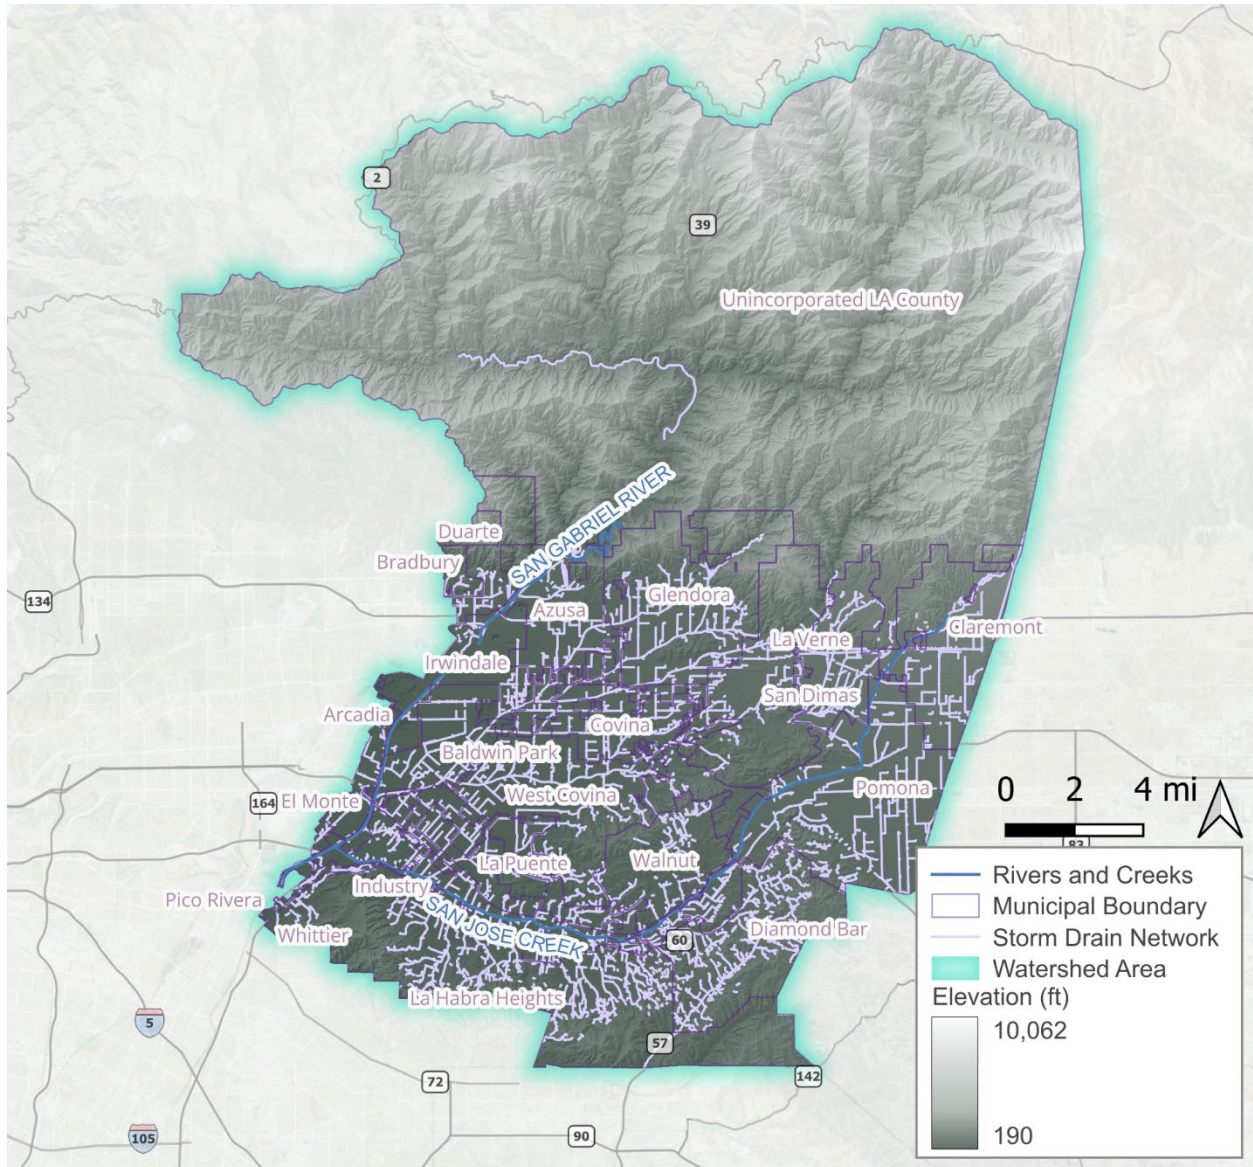 2
39
Unincorporated LA County
SAN GABRIEL RIVER
Duarte
Bradbury
134
Azusa
Glendora
La Verne
Claremont
Irwindale
San Dimas
Arcadia
Covina
Baldwin Park
West Covina
Pomona
164
El Monte
0 2 4 mi
83
La Puente
Walnut
Industry
Pico Rivera
SAN JOSE CREEK
Whittier
Diamond Bar
60
La Habra Heights
5
57
72
142
90
105
Rivers and Creeks
Municipal Boundary
Storm Drain Network
Watershed Area
Elevation (ft)
10,062
190